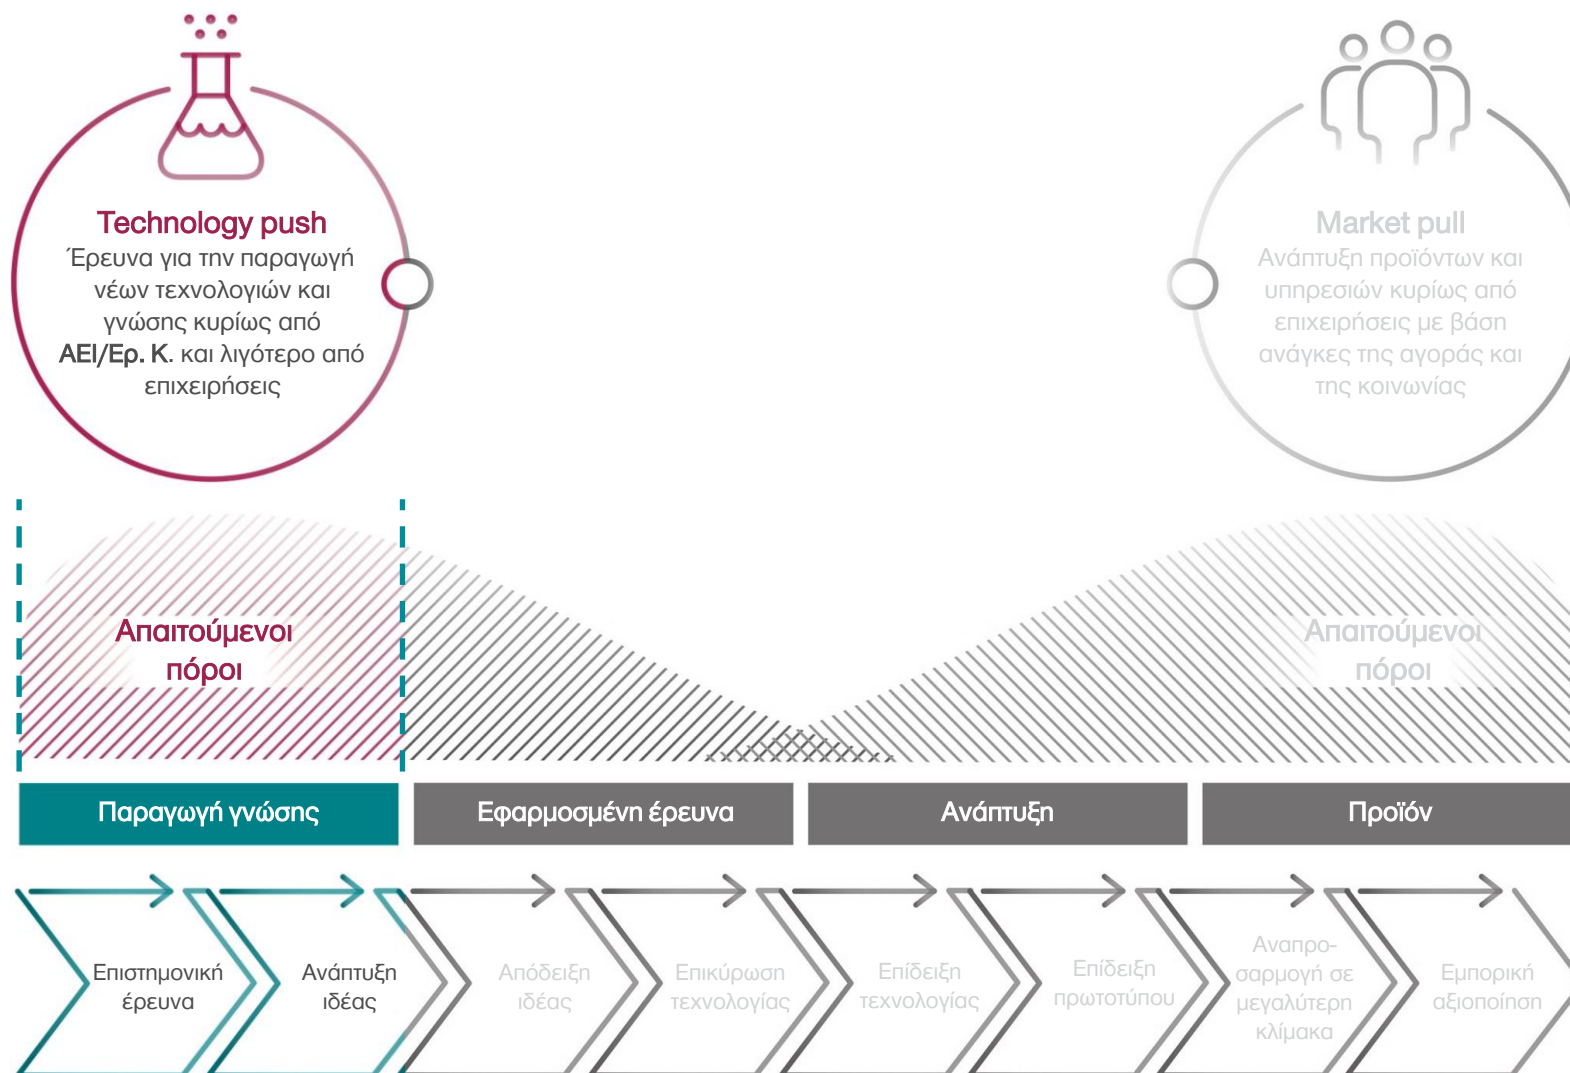 Technology push
Έρευνα για την παραγωγή
νέων τεχνολογιών και
γνώσης κυρίως από
ΑΕΙ/Ερ. Κ. και λιγότερο από
επιχειρήσεις
Market pull
Ανάπτυξη προϊόντων και
υπηρεσιών κυρίως από
επιχειρήσεις με βάση
ανάγκες της αγοράς και
της κοινωνίας
Απαιτούμενοι
πόροι
Απαιτούμενοι
πόροι
Παραγωγή γνώσης
Εφαρμοσμένη έρευνα
Ανάπτυξη
Προϊόν
Επιστημονική
έρευνα
Ανάπτυξη
ιδέας
Απόδειξη
ιδέας
Επικύρωση
τεχνολογίας
Επίδειξη
τεχνολογίας
Επίδειξη
πρωτοτύπου
Αναπρο-
σαρμογή σε
μεγαλύτερη
κλίμακα
Εμπορική
αξιοποίηση